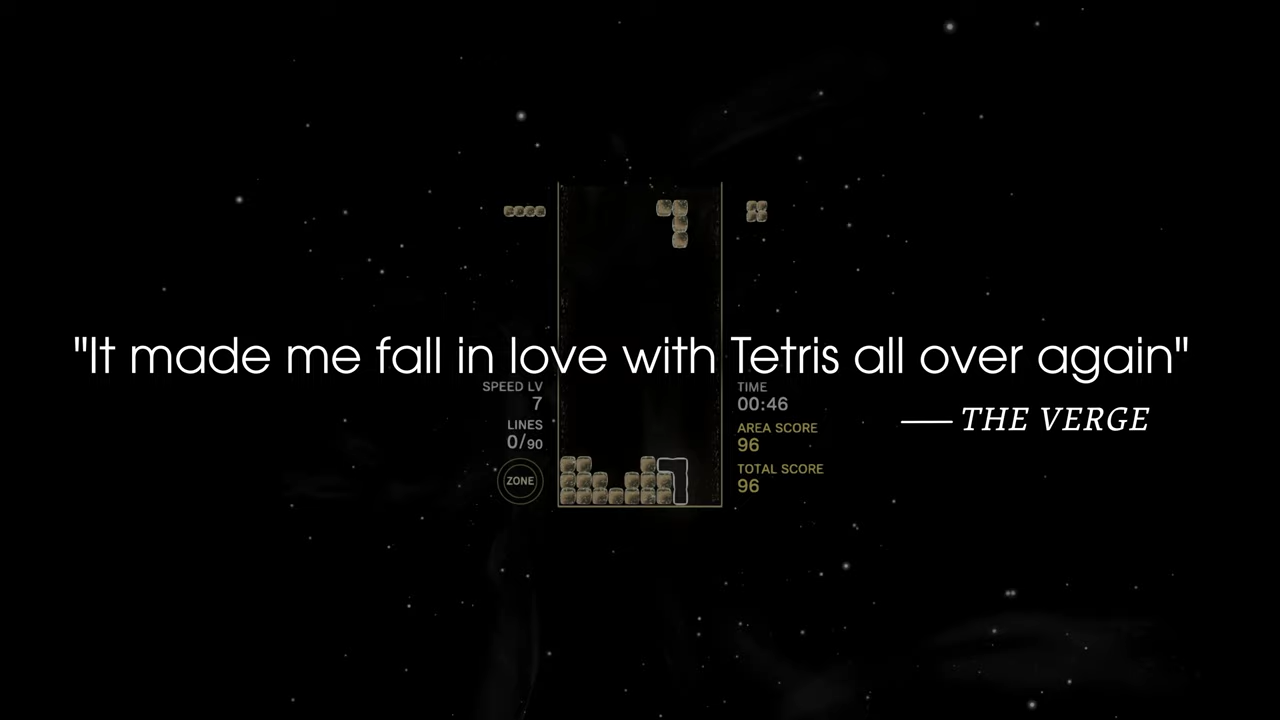 "It made me fall in love with Tetris all over again"
— THE VERGE
SPEED LV
7
LINES
0/90
ZONE
TIME
00:46
AREA SCORE
96
TOTAL SCORE
96